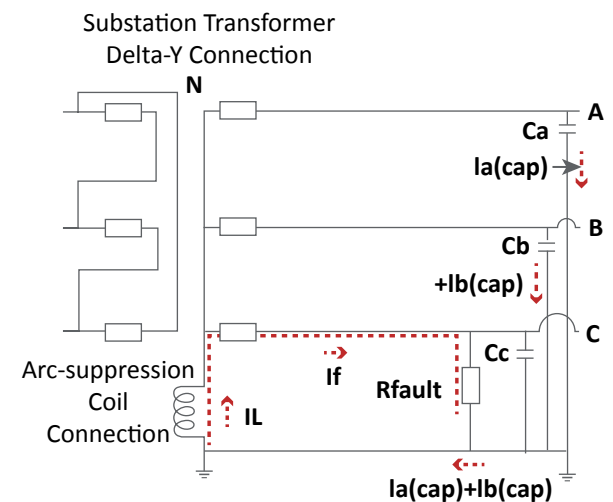 Substation Transformer
Delta-Y Connection
N
A
Ca
Ia(cap)
B
Cb
+Ib(cap)
C
Cc
Arc-suppression
Coil
Connection
IL
If
Rfault
Ia(cap)+Ib(cap)